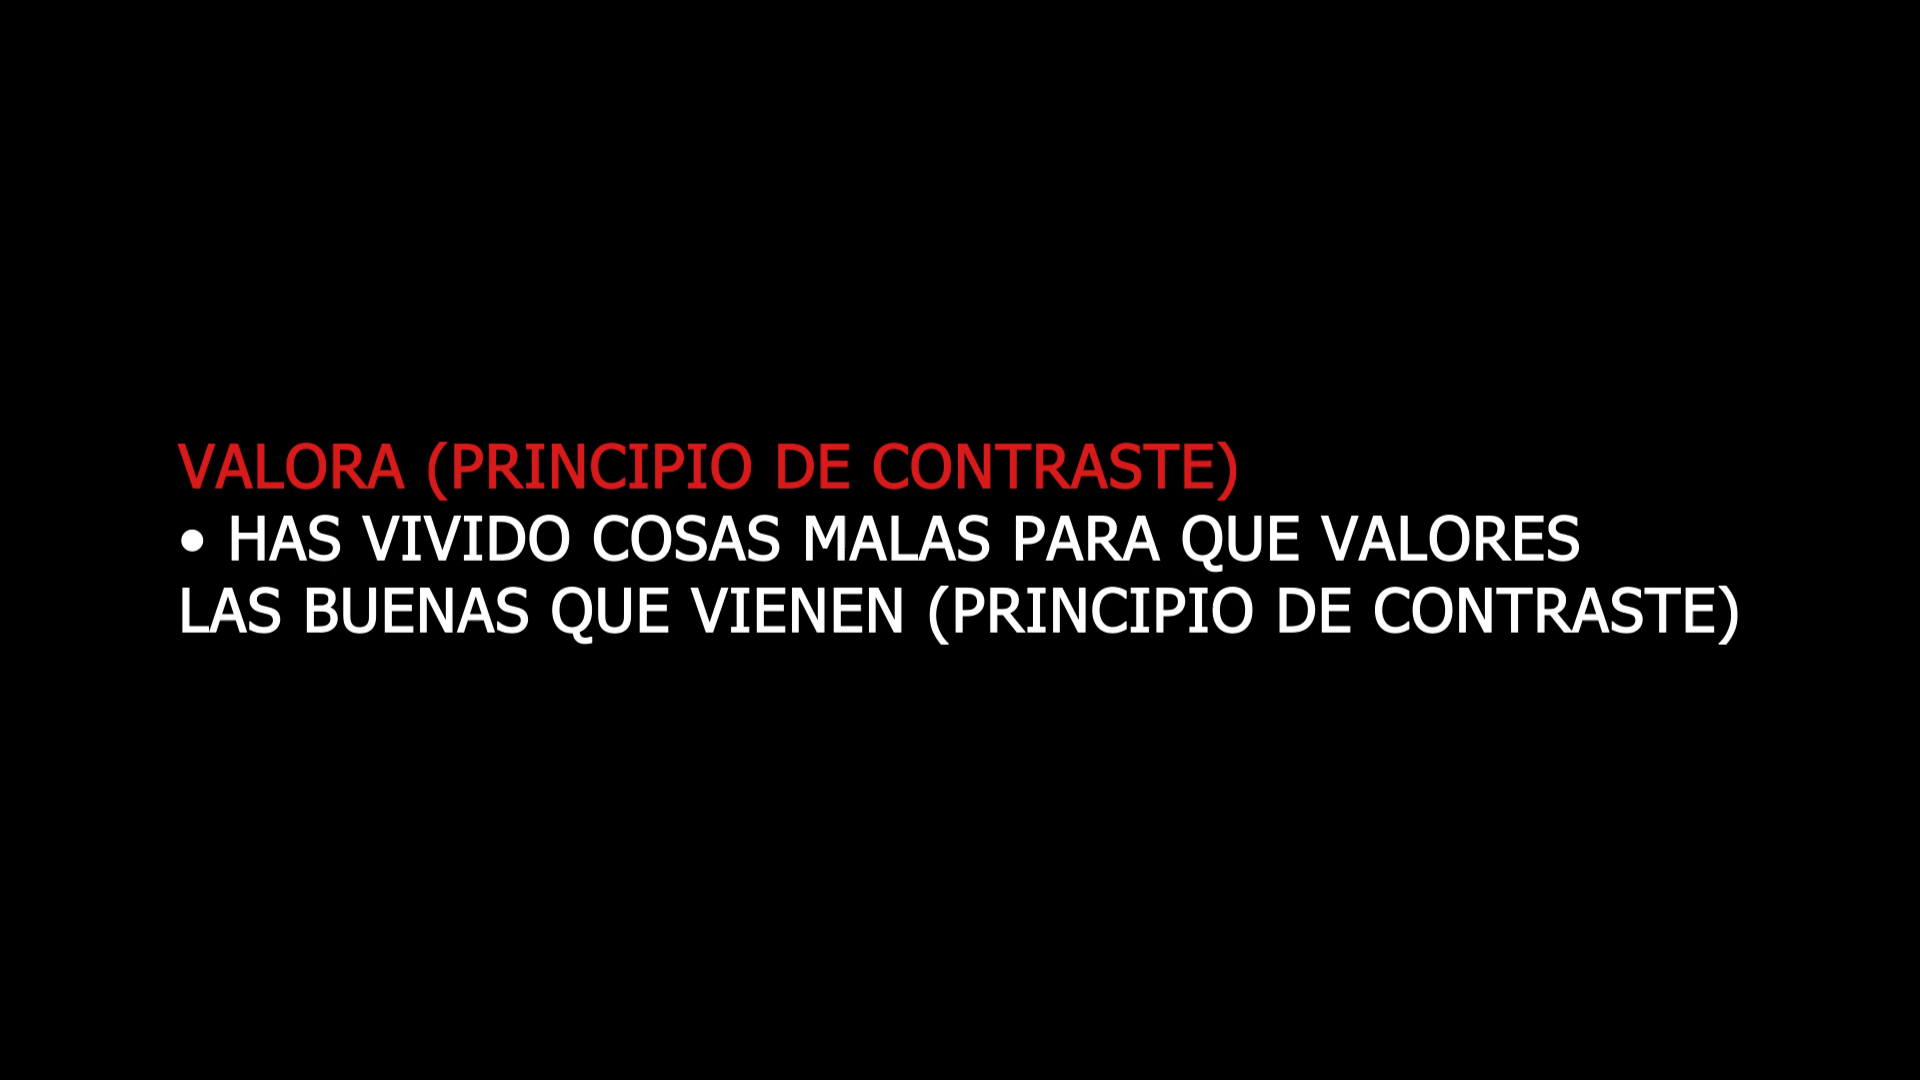 VALORA (PRINCIPIO DE CONTRASTE)
• HAS VIVIDO COSAS MALAS PARA QUE VALORES
LAS BUENAS QUE VIENEN (PRINCIPIO DE CONTRASTE)